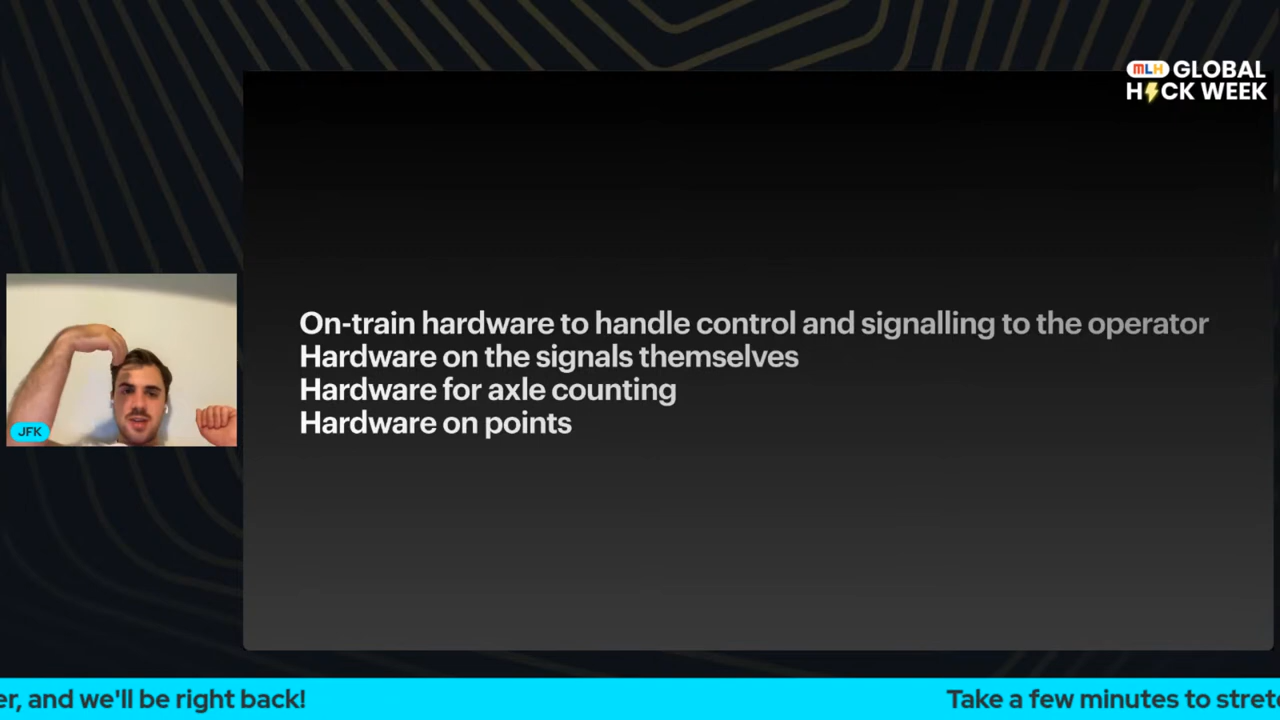 MLH GLOBAL
HACK WEEK
On-train hardware to handle control and signalling to the operator
Hardware on the signals themselves
Hardware for axle counting
Hardware on points
JFK
er, and we'll be right back!
Take a few minutes to stret